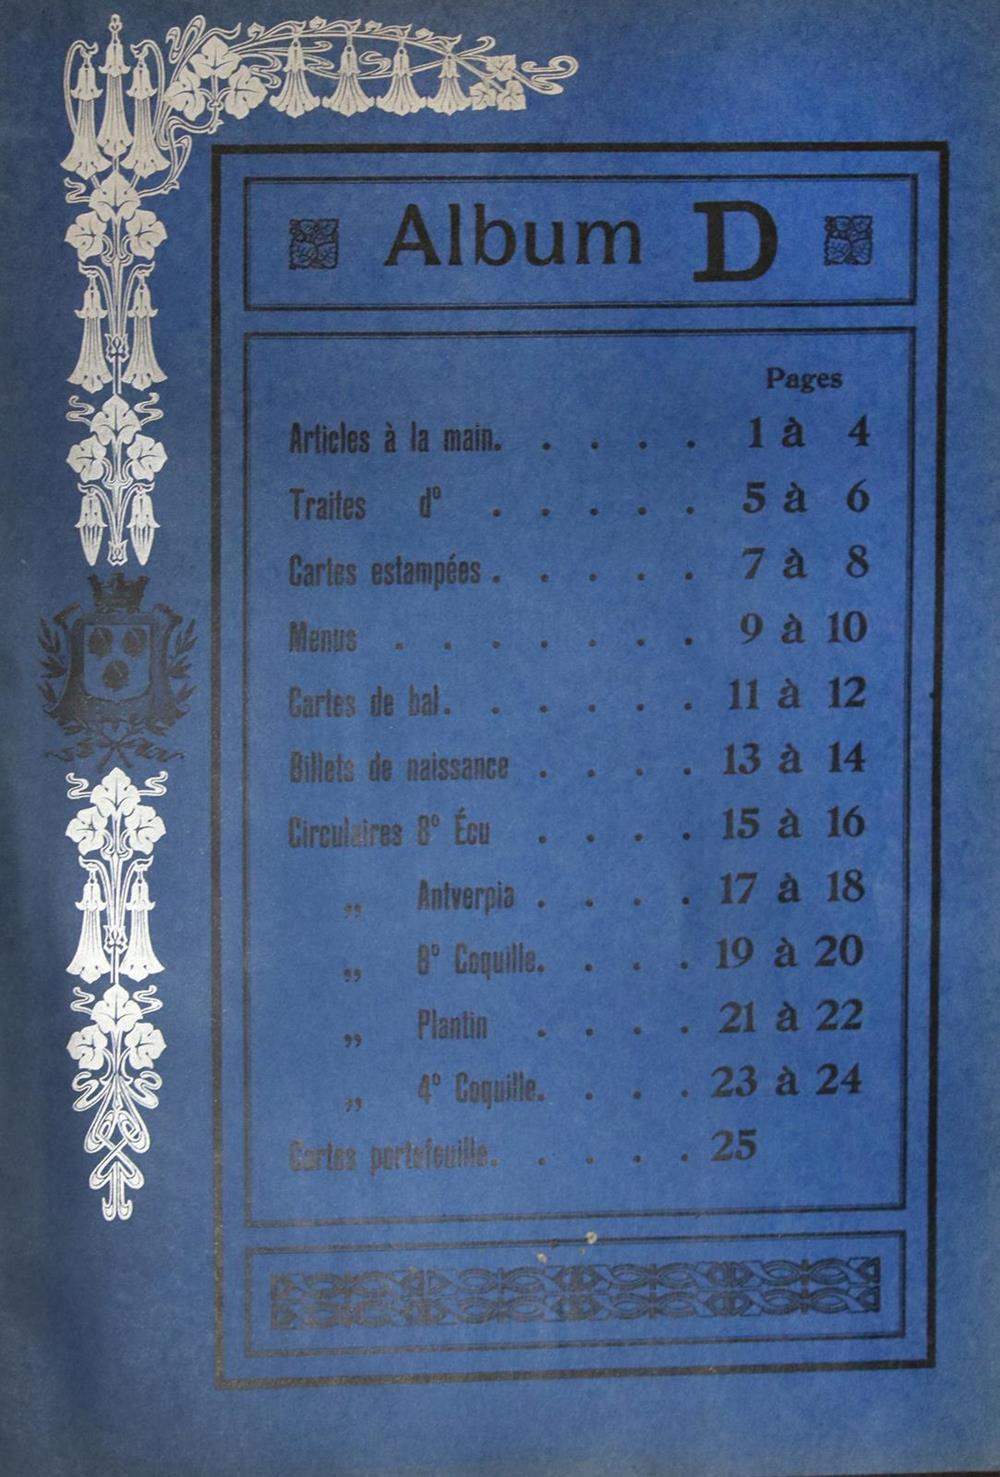 Album D
Pages
Articles à la main. . . . . 1 à 4
Traites d° . . . . . 5 à 6
Cartes estampées . . . . . 7 à 8
Menus . . . . . . . 9 à 10
Cartes de bal. . . . . . 11 à 12
Billets de naissance . . . . 13 à 14
Circulaires 8° Écu . . . . 15 à 16
„ Antverpia . . . . 17 à 18
„ 8° Coquille. . . . 19 à 20
„ Plantin . . . . 21 à 22
„ 4° Coquille. . . . 23 à 24
Cartes portefeuille. . . . . 25